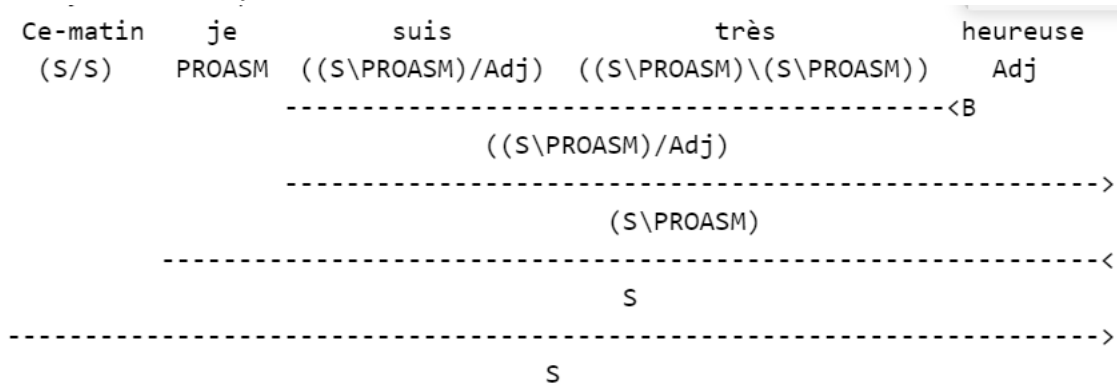 Ce-matin je suis très heureuse
(S/S) PROASM ((S\PROASM)/Adj) ((S\PROASM)\(S\PROASM)) Adj
-------------------------------------------<B
((S\PROASM)/Adj)
----------------------------------------------------->
(S\PROASM)
-------------------------------------------------------------<
S
----------------------------------------------------------------------->
S